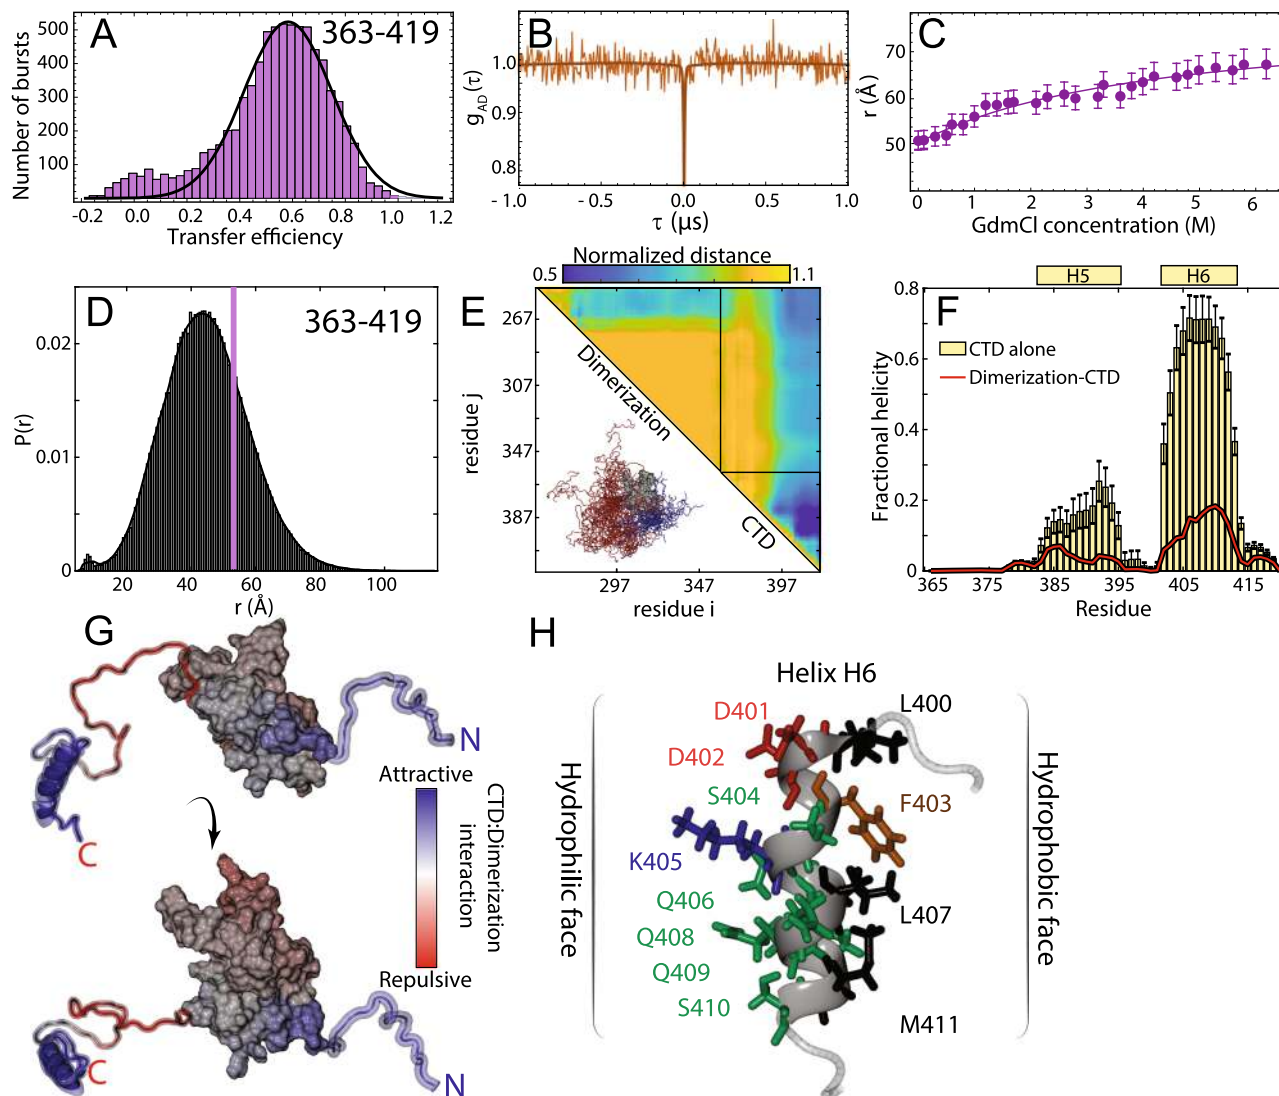 A
363-419
Number of bursts
500
400
300
200
100
-0.2 0.0 0.2 0.4 0.6 0.8 1.0 1.2
Transfer efficiency
B
g_AD (τ)
1.0
0.9
0.8
- 1.0 - 0.5 0.0 0.5 1.0
τ (μs)
C
r (Å)
70
60
50
0 1 2 3 4 5 6
GdmCl concentration (M)
D
363-419
P(r)
0.02
0.01
0
20 40 60 80 100
r (Å)
Normalized distance
0.5 1.1
E
residue j
267
307
347
387
Dimerization
CTD
297 347 397
residue i
H5 H6
F
Fractional helicity
0.8
0.6
0.4
0.2
0
CTD alone
Dimerization-CTD
365 375 385 395 405 415
Residue
G
N
C
Attractive
CTD:Dimerization
interaction
Repulsive
C
N
H
Helix H6
Hydrophilic face
D401
D402
S404
K405
Q406
Q408
Q409
S410
L400
F403
L407
M411
Hydrophobic face